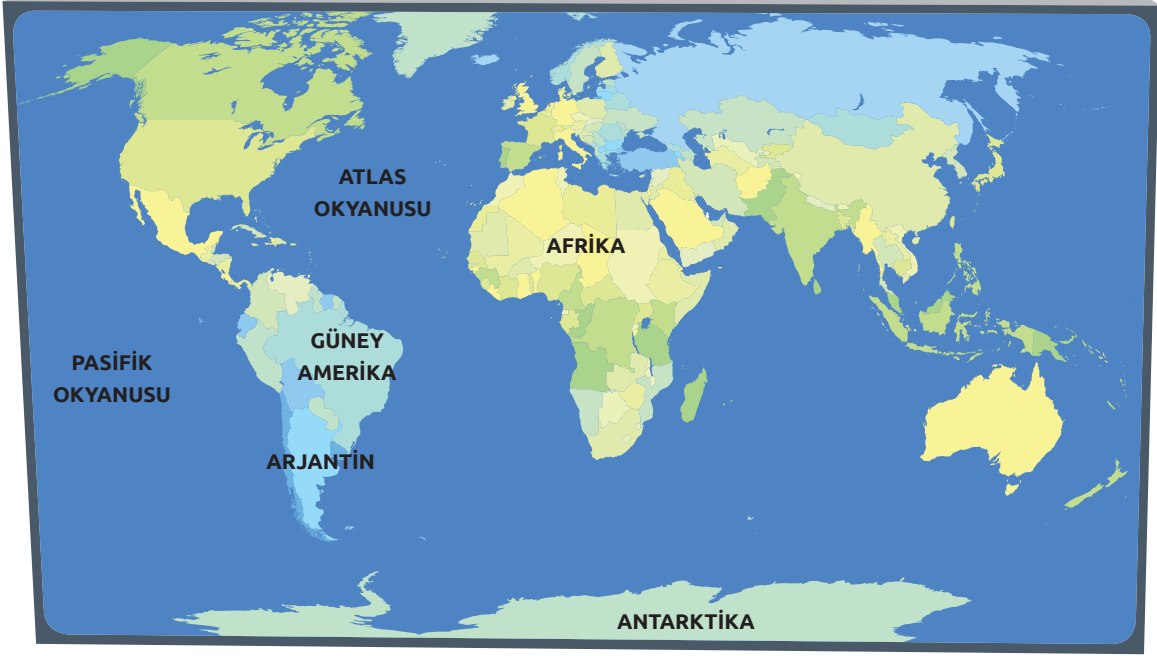 ATLAS
OKYANUSU
AFRİKA
GÜNEY
AMERİKA
PASİFİK
OKYANUSU
ARJANTİN
ANTARKTİKA